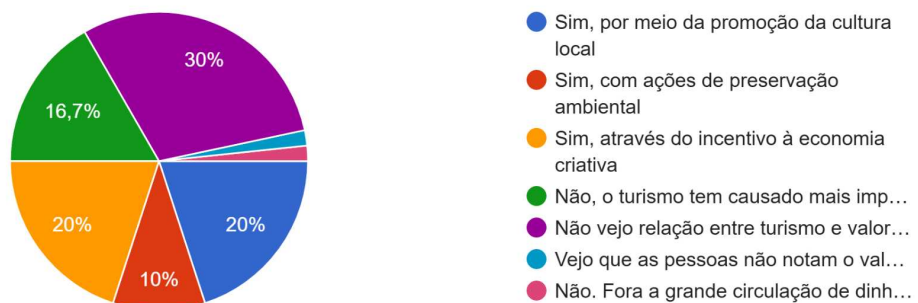 30%
16,7%
20%
20%
10%
Sim, por meio da promoção da cultura
local
Sim, com ações de preservação
ambiental
Sim, através do incentivo à economia
criativa
Não, o turismo tem causado mais imp...
Não vejo relação entre turismo e valor...
Vejo que as pessoas não notam o val...
Não. Fora a grande circulação de dinh...